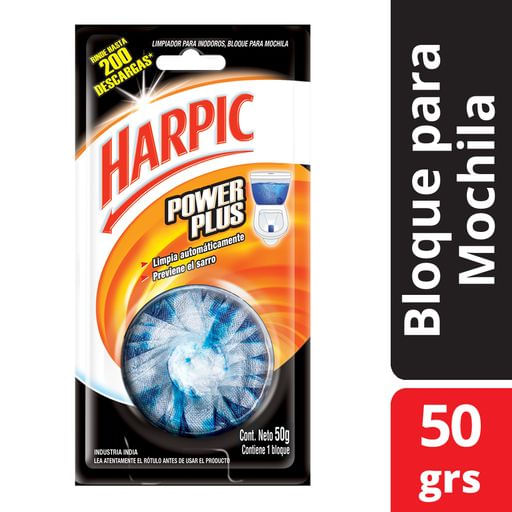 LIMPIADOR PARA INODOROS, BLOQUE PARA MOCHILA
RINDE HASTA
200
DESCARGAS*
HARPIC
POWER
PLUS
Limpia automáticamente
Previene el sarro
Cont. Neto 50g
Contiene 1 bloque
INDUSTRIA INDIA
LEA ATENTAMENTE EL RÓTULO ANTES DE USAR EL PRODUCTO
Bloque para
Mochila
50
grs